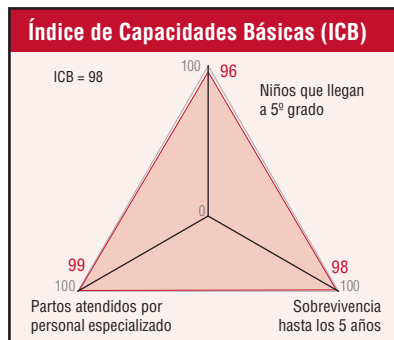 Índice de Capacidades Básicas (ICB)
ICB = 98
100
96
Niños que llegan
a 5º grado
0
99
100
98
100
Partos atendidos por
personal especializado
Sobrevivencia
hasta los 5 años